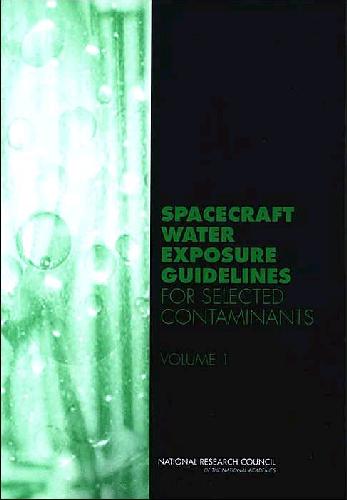 SPACECRAFT
WATER
EXPOSURE
GUIDELINES
FOR SELECTED
CONTAMINANTS
VOLUME 1
NATIONAL RESEARCH COUNCIL
OF THE NATIONAL ACADEMIES